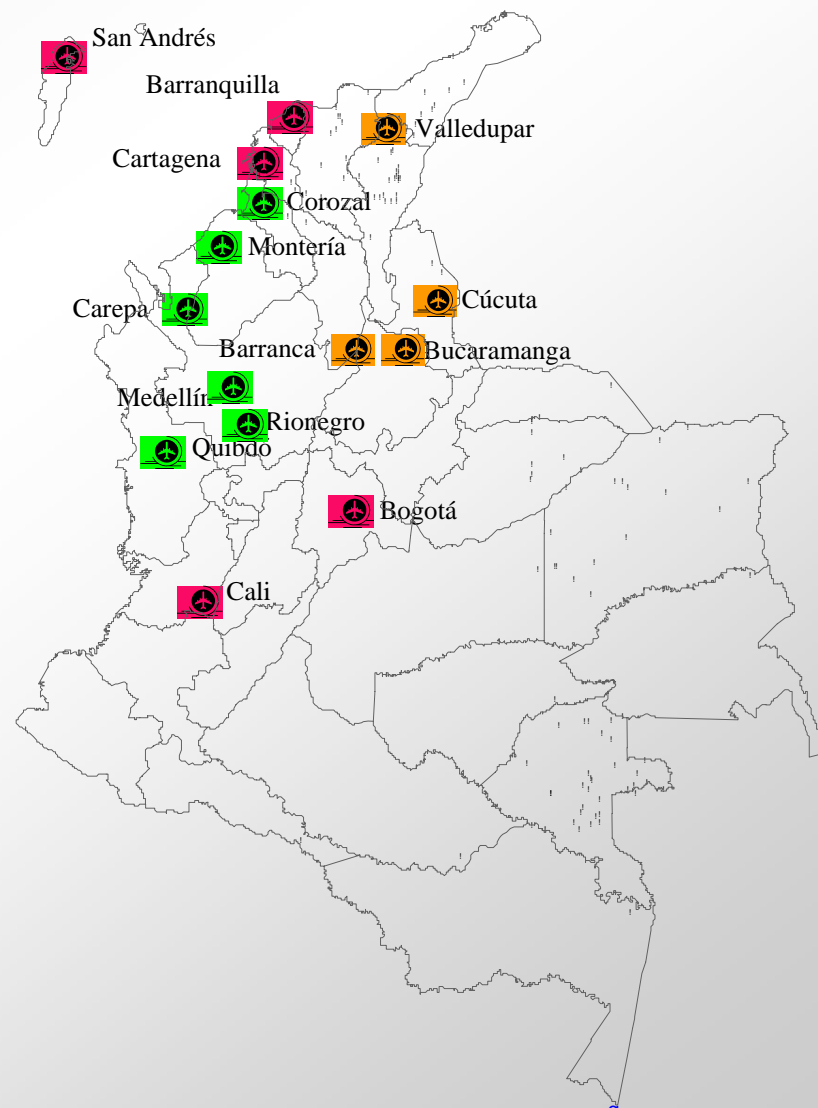 San Andrés
Barranquilla
Valledupar
Cartagena
Corozal
Montería
Cúcuta
Carepa
Barranca
Bucaramanga
Medellín
Rionegro
Quibdo
Bogotá
Cali